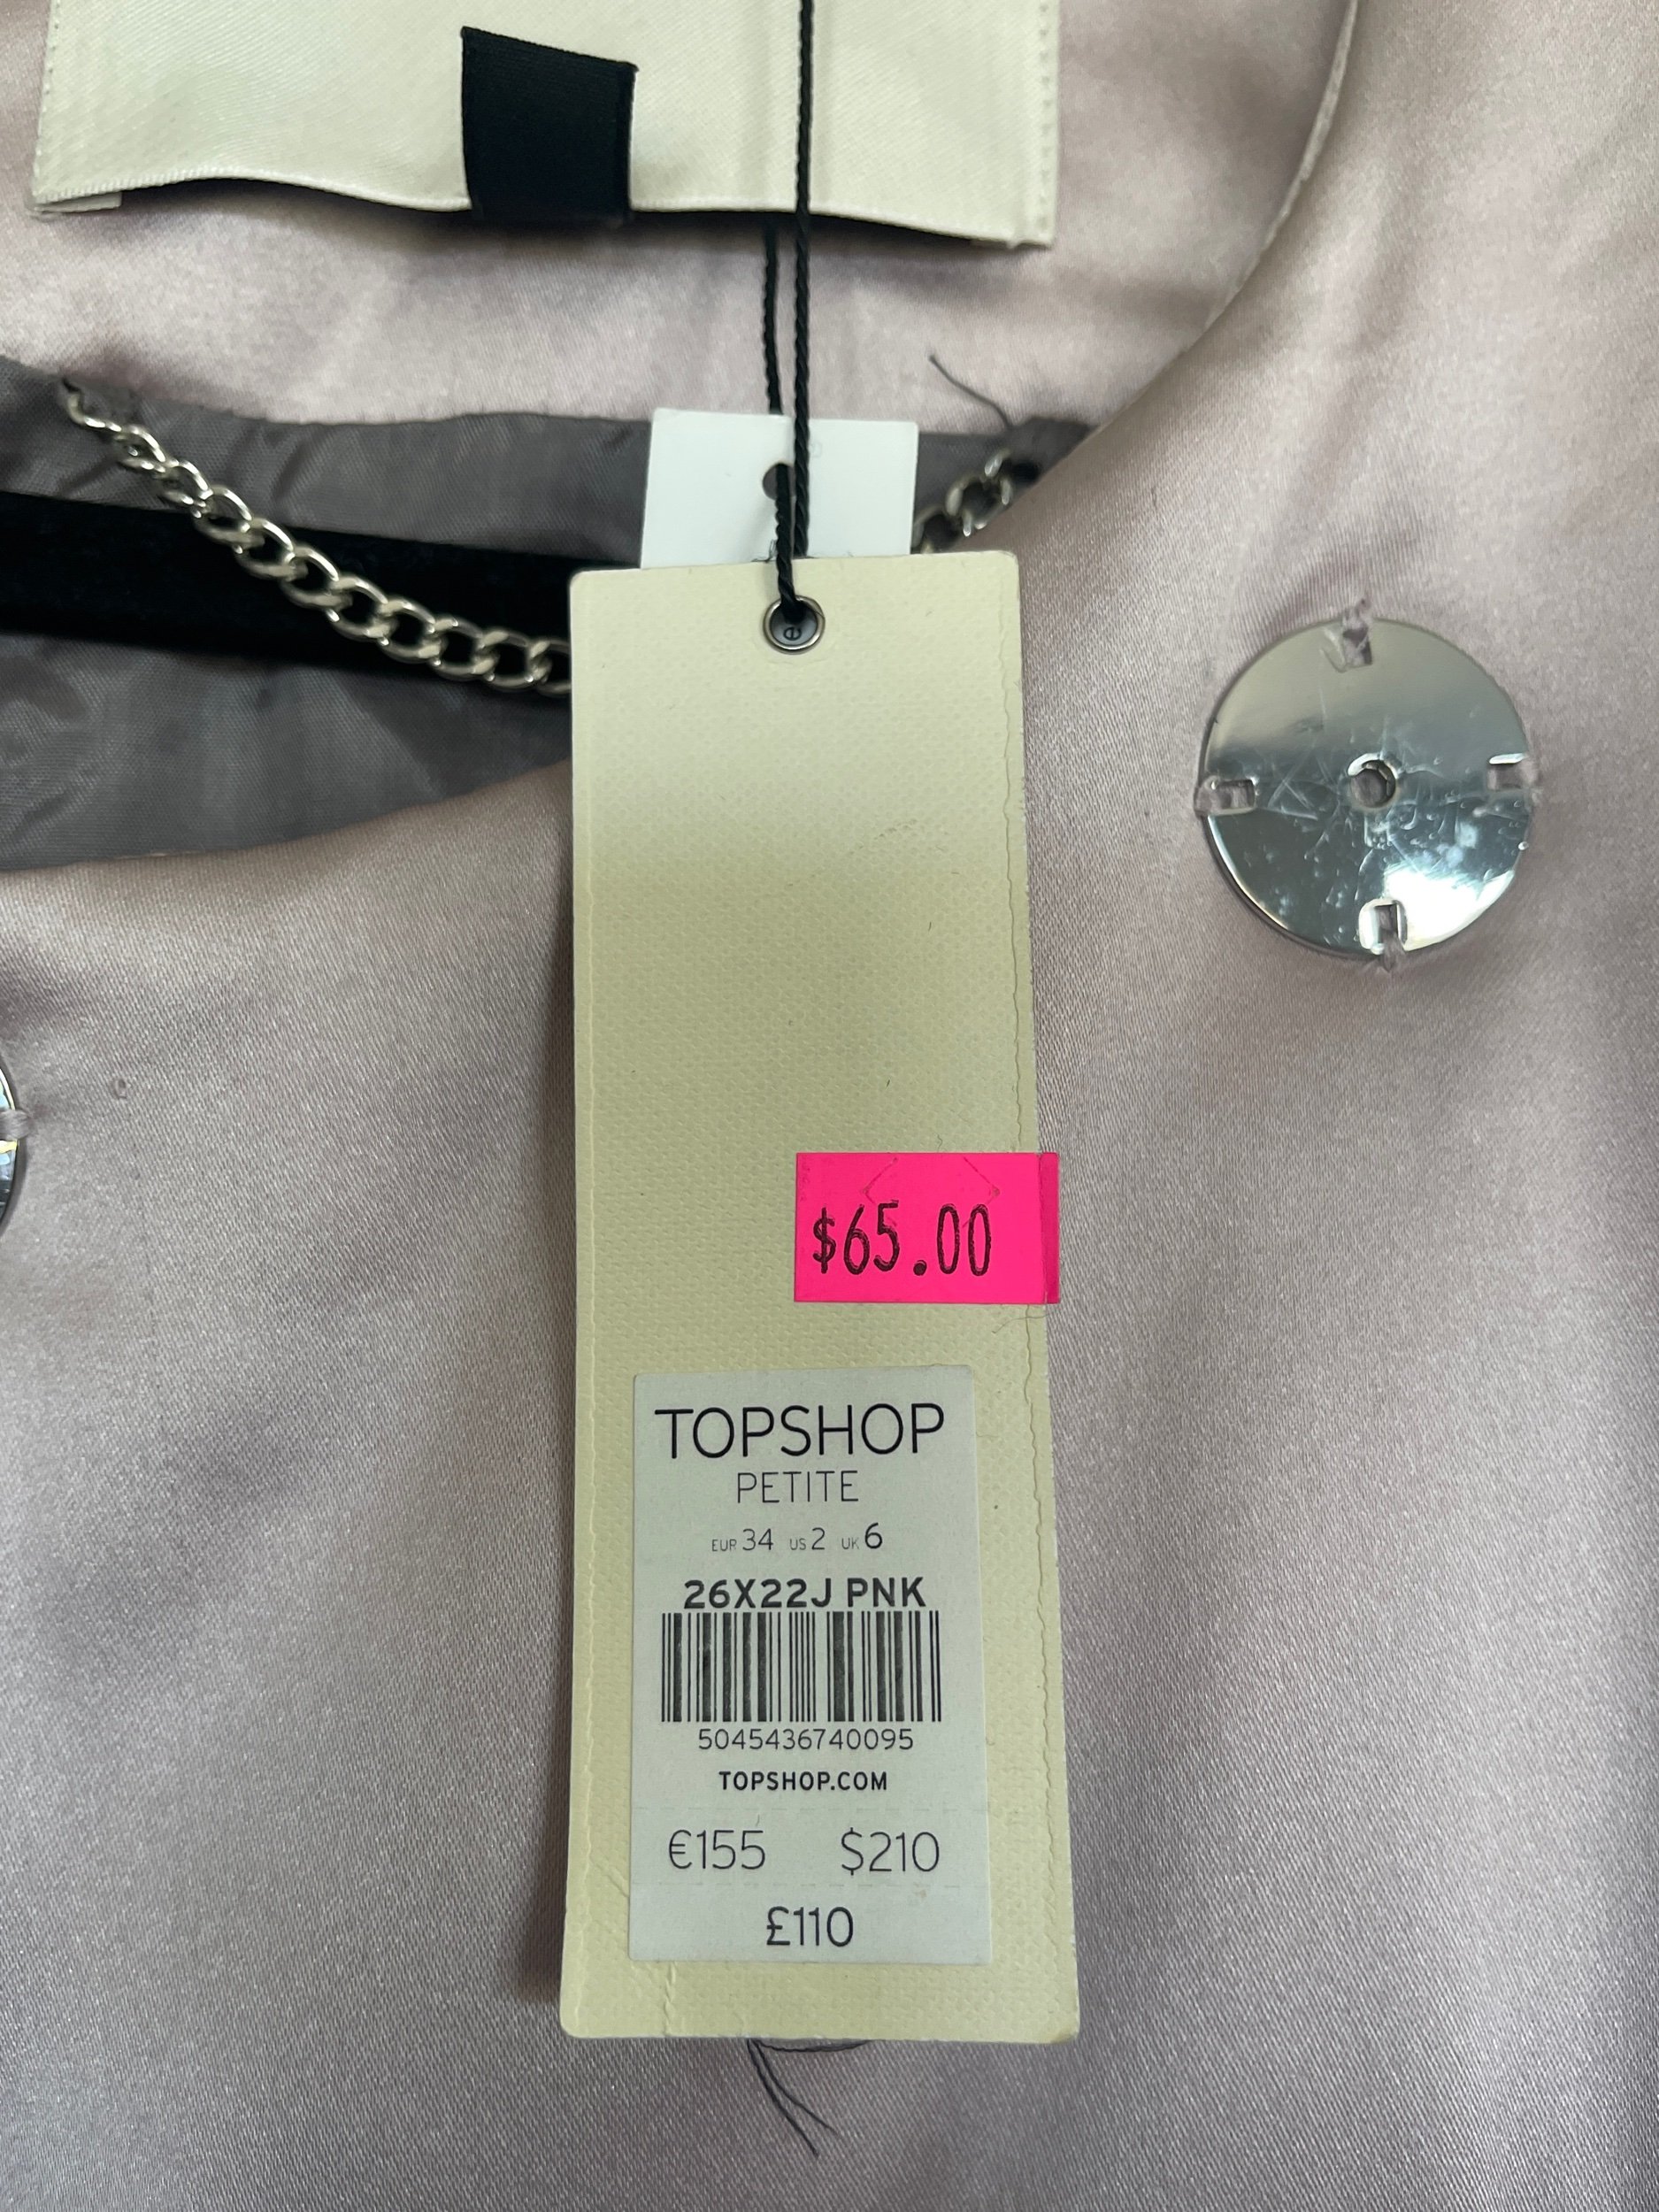 e
$65.00
TOPSHOP
PETITE
EUR 34 US 2 UK 6
26X22J PNK
5045436740095
TOPSHOP.COM
€155 $210
£110